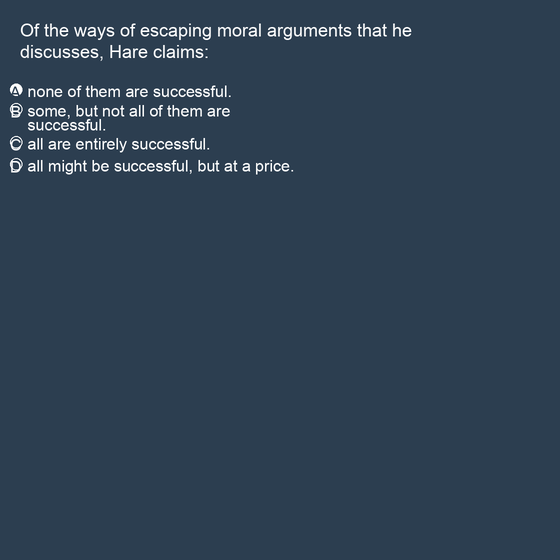 Of the ways of escaping moral arguments that he
discusses, Hare claims:
A none of them are successful.
B some, but not all of them are
successful.
C all are entirely successful.
D all might be successful, but at a price.